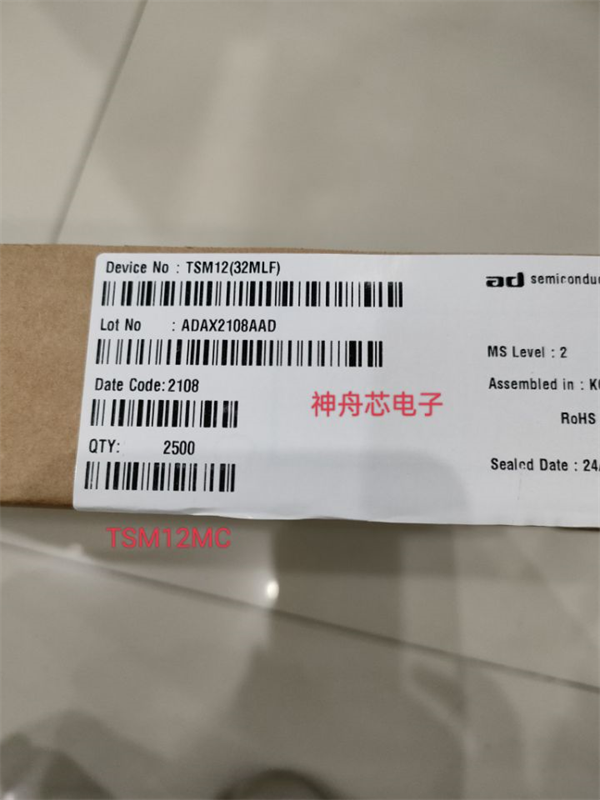 Device No : TSM12(32MLF)
Lot No : ADAX2108AAD
Date Code: 2108
QTY: 2500
ad
MS Level : 2
Assembled in :
RoHS
Sealed Date :
神舟芯电子
TSM12MC